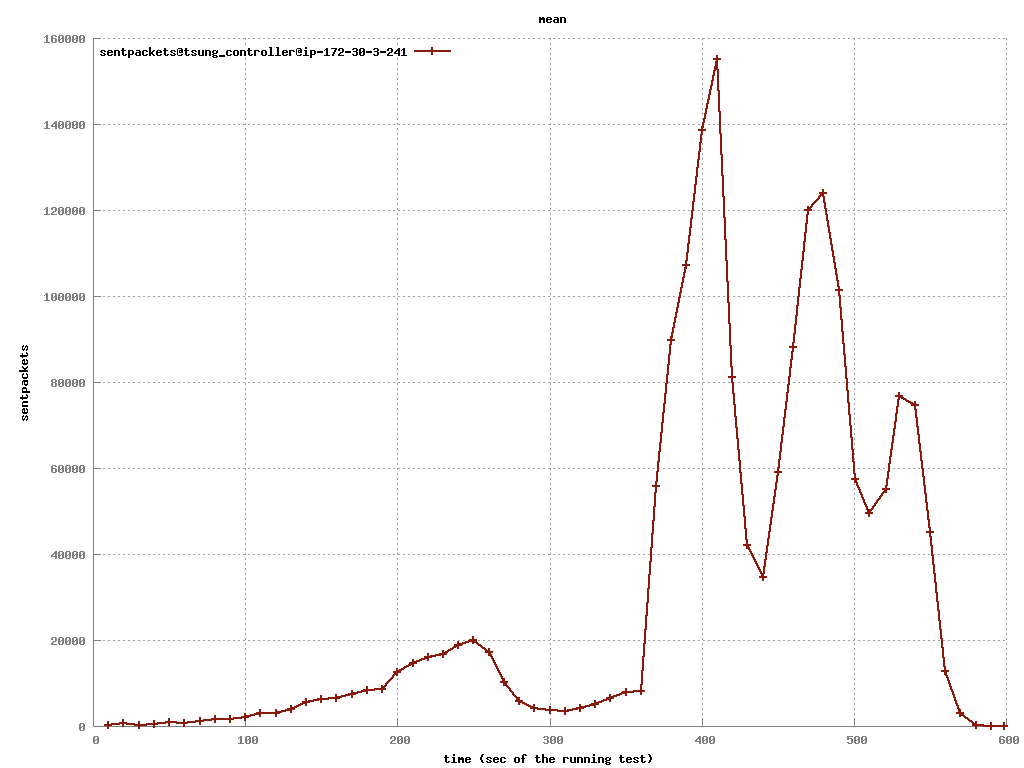 mean
sentpackets@tsung_controller@ip-172-30-3-241
160000
140000
120000
100000
80000
60000
40000
20000
0
sentpackets
0 100 200 300 400 500 600
time (sec of the running test)